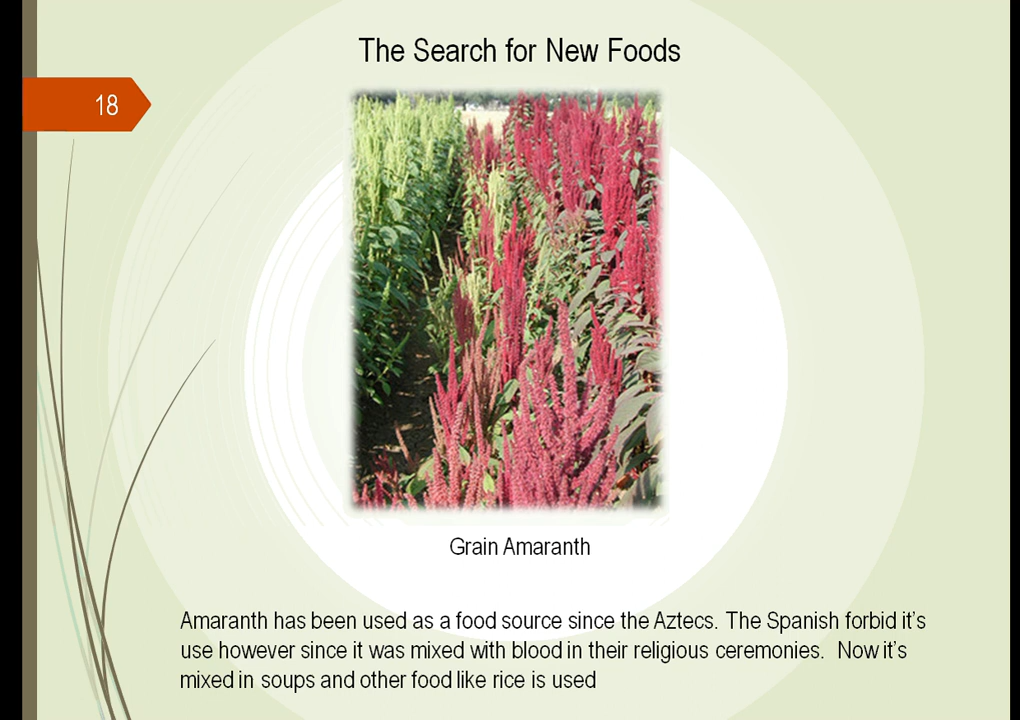 The Search for New Foods
18
Grain Amaranth
Amaranth has been used as a food source since the Aztecs. The Spanish forbid it's
use however since it was mixed with blood in their religious ceremonies. Now it's
mixed in soups and other food like rice is used